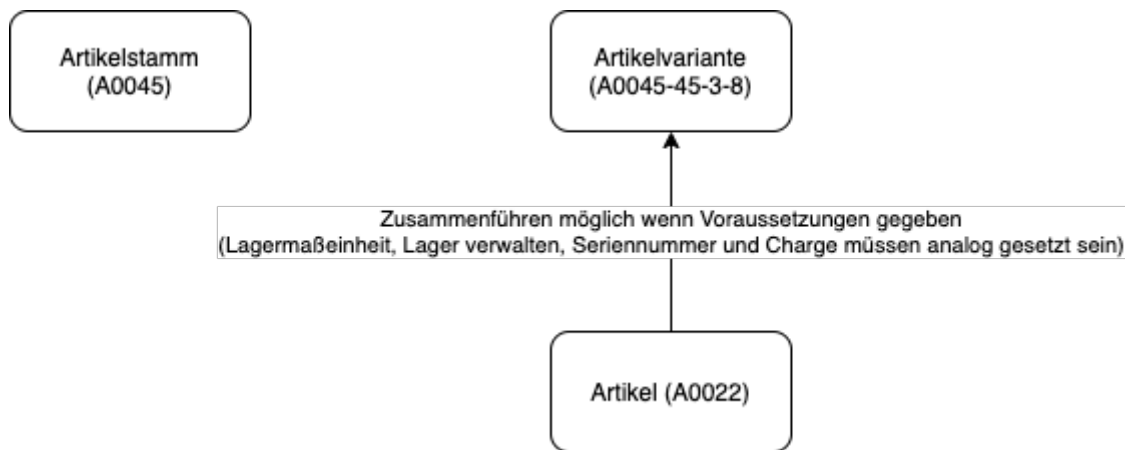 Artikelstamm
(A0045)
Artikelvariante
(A0045-45-3-8)
Zusammenführen möglich wenn Voraussetzungen gegeben
(Lagermaßeinheit, Lager verwalten, Seriennummer und Charge müssen analog gesetzt sein)
Artikel (A0022)